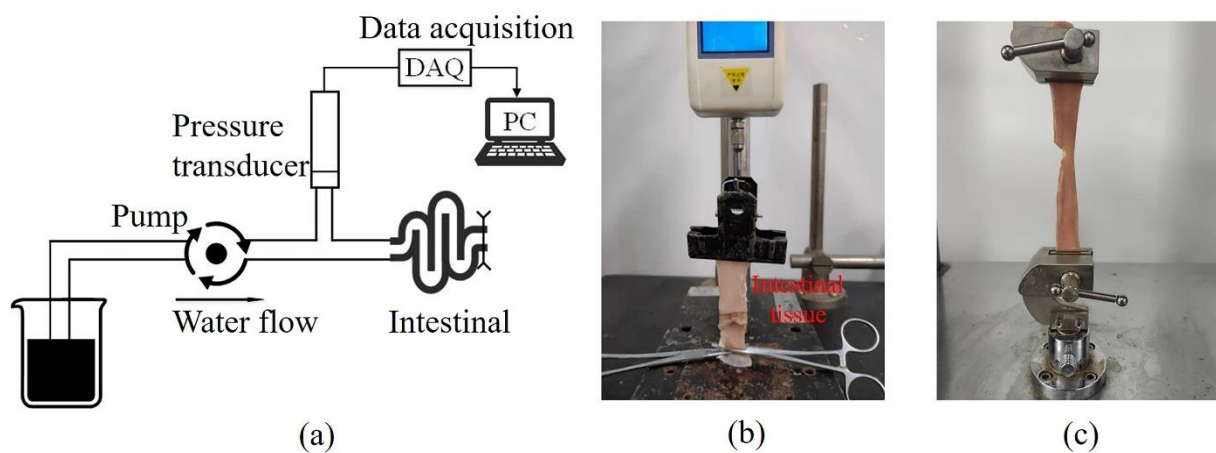 Data acquisition
DAQ
PC
Pressure
transducer
Pump
Water flow
Intestinal
Intestinal
tissue
(a)
(b)
(c)